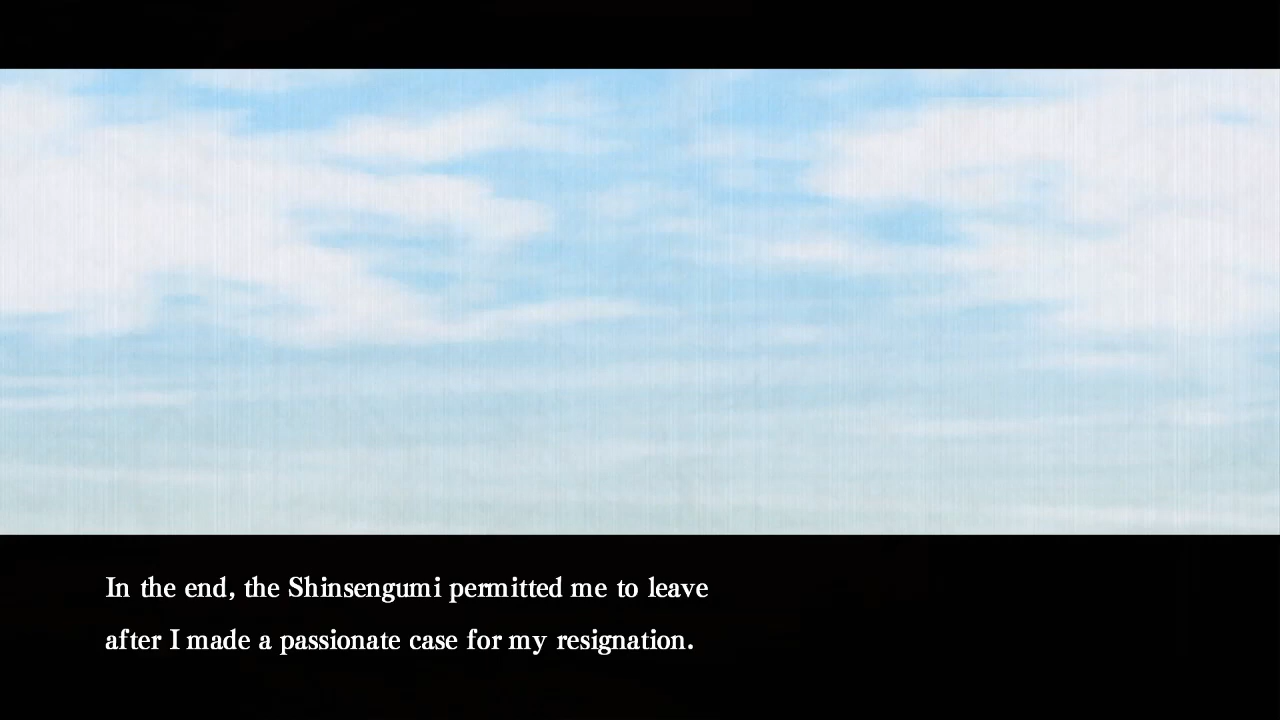 In the end, the Shinsengumi permitted me to leave
after I made a passionate case for my resignation.